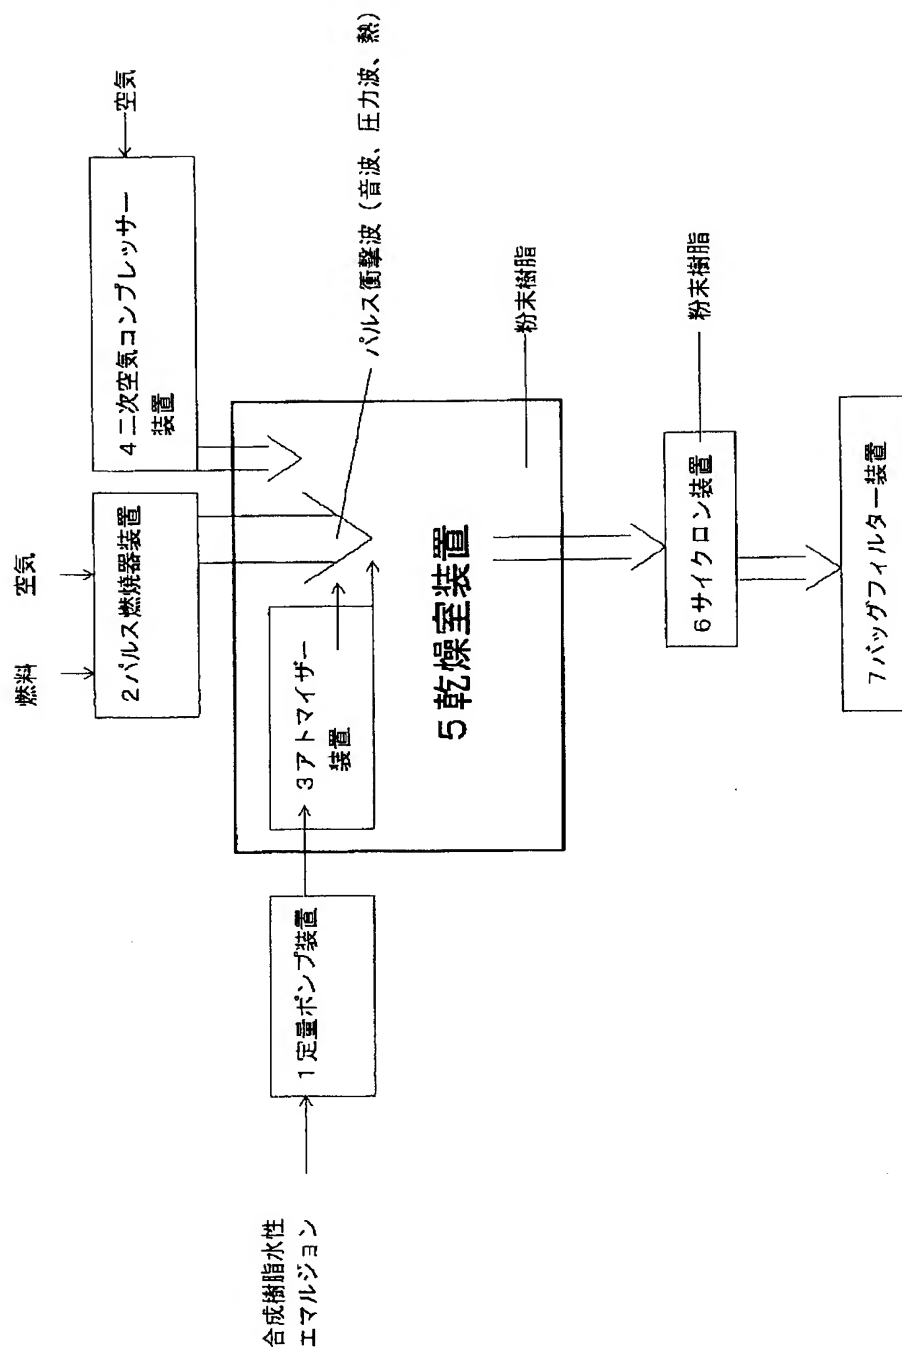 燃料
空気
2パルス燃焼器装置
4二次空気コンプレッサー
装置
空気
合成樹脂水性
エマルジョン
1定量ポンプ装置
3アトマイザー
装置
パルス衝撃波(音波、圧力波、熱)
5乾燥室装置
粉末樹脂
6サイクロン装置
粉末樹脂
7バッグフィルター装置